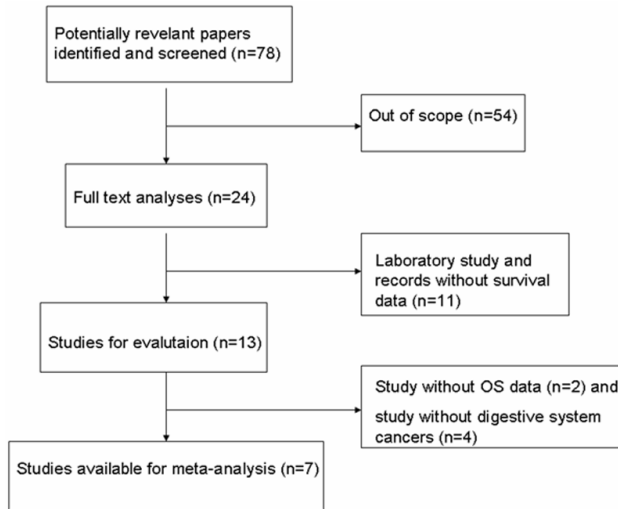 Potentially revelant papers
identified and screened (n=78)
Out of scope (n=54)
Full text analyses (n=24)
Laboratory study and
records without survival
data (n=11)
Studies for evalutaion (n=13)
Study without OS data (n=2) and
study without digestive system
cancers (n=4)
Studies available for meta-analysis (n=7)